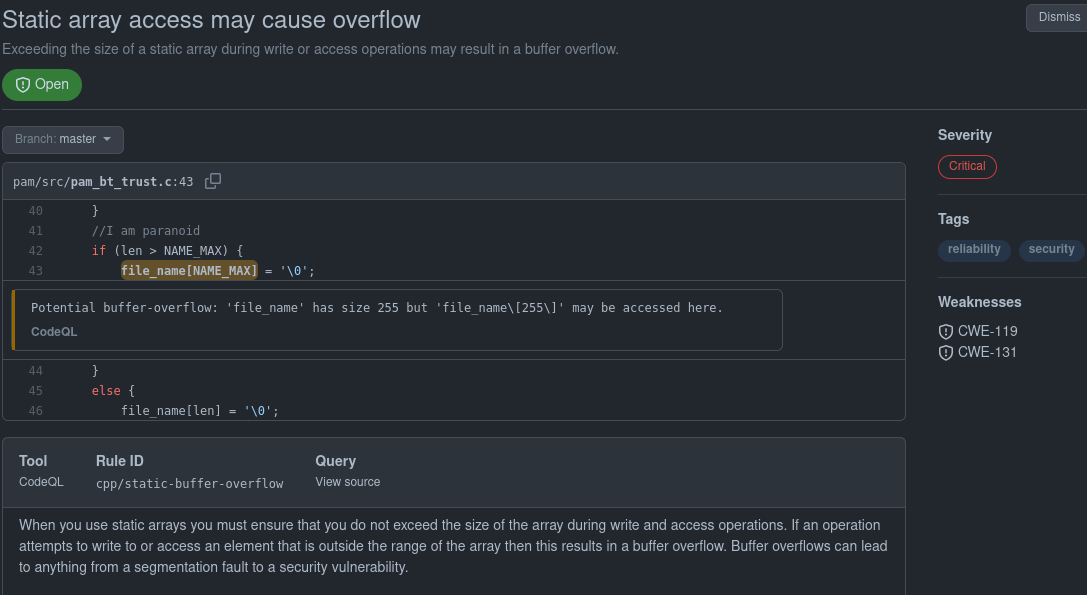 Static array access may cause overflow
Dismiss
Exceeding the size of a static array during write or access operations may result in a buffer overflow.
Open
Branch: master
pam/src/pam_bt_trust.c:43
40 }
41 //I am paranoid
42 if (len > NAME_MAX) {
43 file_name[NAME_MAX] = '\0';
Potential buffer-overflow: 'file_name' has size 255 but 'file_name\[255\]' may be accessed here.
CodeQL
44 }
45 else {
46 file_name[len] = '\0';
Severity
Critical
Tags
reliability security
Weaknesses
CWE-119
CWE-131
Tool Rule ID Query
CodeQL cpp/static-buffer-overflow View source
When you use static arrays you must ensure that you do not exceed the size of the array during write and access operations. If an operation
attempts to write to or access an element that is outside the range of the array then this results in a buffer overflow. Buffer overflows can lead
to anything from a segmentation fault to a security vulnerability.